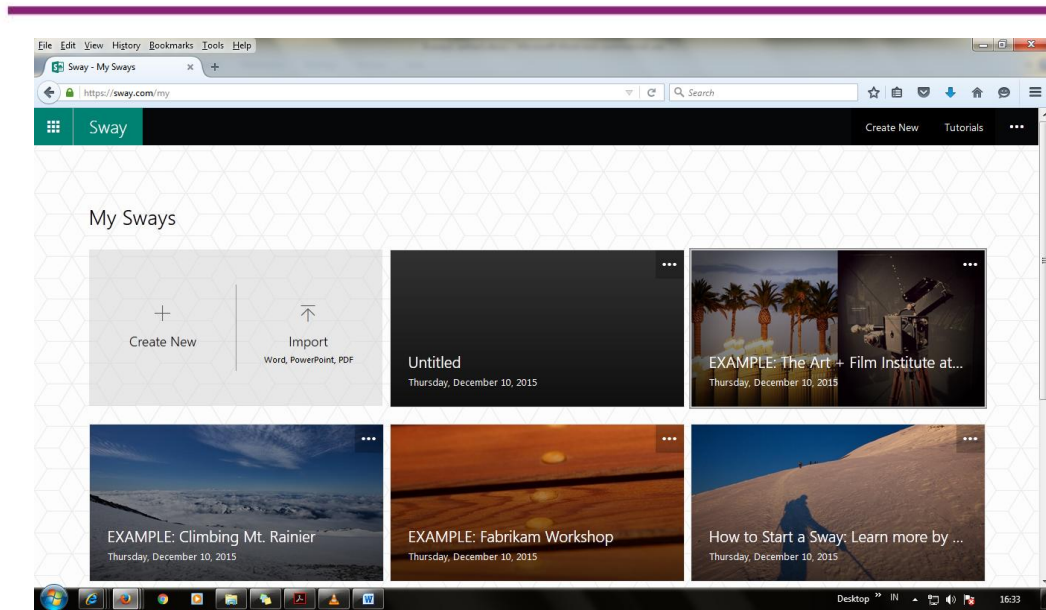 File Edit View History Bookmarks Tools Help
Sway - My Sways
https://sway.com/my
Search
Sway
Create New Tutorials
My Sways
Create New
Import
Word, PowerPoint, PDF
Untitled
Thursday, December 10, 2015
EXAMPLE: The Art + Film Institute at...
Thursday, December 10, 2015
EXAMPLE: Climbing Mt. Rainier
Thursday, December 10, 2015
EXAMPLE: Fabrikam Workshop
Thursday, December 10, 2015
How to Start a Sway: Learn more by ...
Thursday, December 10, 2015
Desktop » IN 16:33